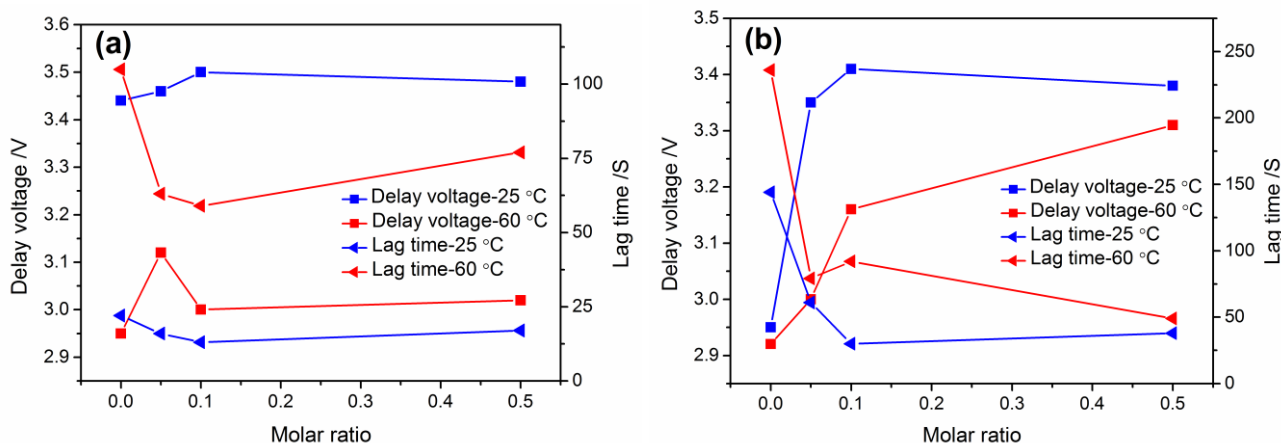 (a)
3.6
3.5
3.4
3.3
3.2
3.1
3.0
2.9
Delay voltage /V
100
75
50
25
0
Lag time /S
Delay voltage-25 °C
Delay voltage-60 °C
Lag time-25 °C
Lag time-60 °C
0.0 0.1 0.2 0.3 0.4 0.5
Molar ratio
(b)
3.5
3.4
3.3
3.2
3.1
3.0
2.9
Delay voltage /V
250
200
150
100
50
0
Lag time /S
Delay voltage-25 °C
Delay voltage-60 °C
Lag time-25 °C
Lag time-60 °C
0.0 0.1 0.2 0.3 0.4 0.5
Molar ratio